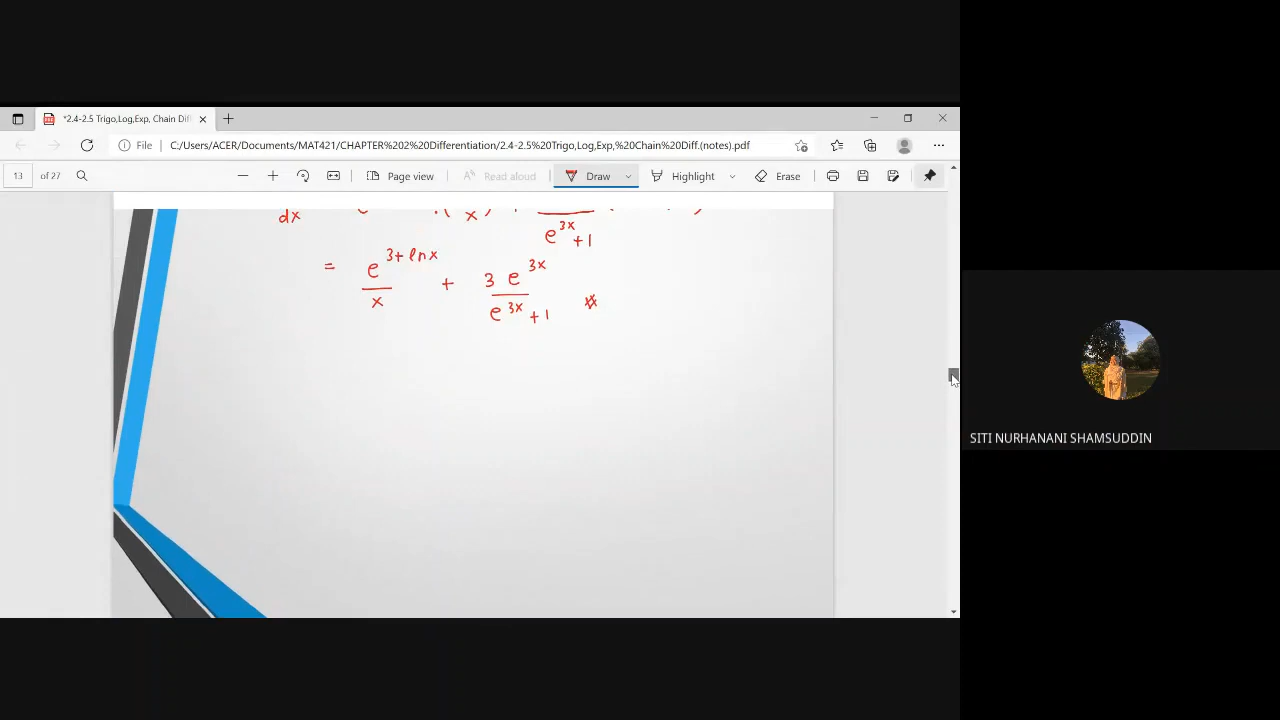 *2.4-2.5 Trigo,Log,Exp, Chain Dif
File C:/Users/ACER/Documents/MAT421/CHAPTER%202%20Differentiation/2.4-2.5%20Trigo,Log,Exp,%20Chain%20Diff.(notes).pdf
13 of 27 Page view Read aloud Draw Highlight Erase
dx x
e^{3x}+1
= e^{3+lnx}/x + 3e^{3x}/(e^{3x}+1) #
SITI NURHANANI SHAMSUDDIN